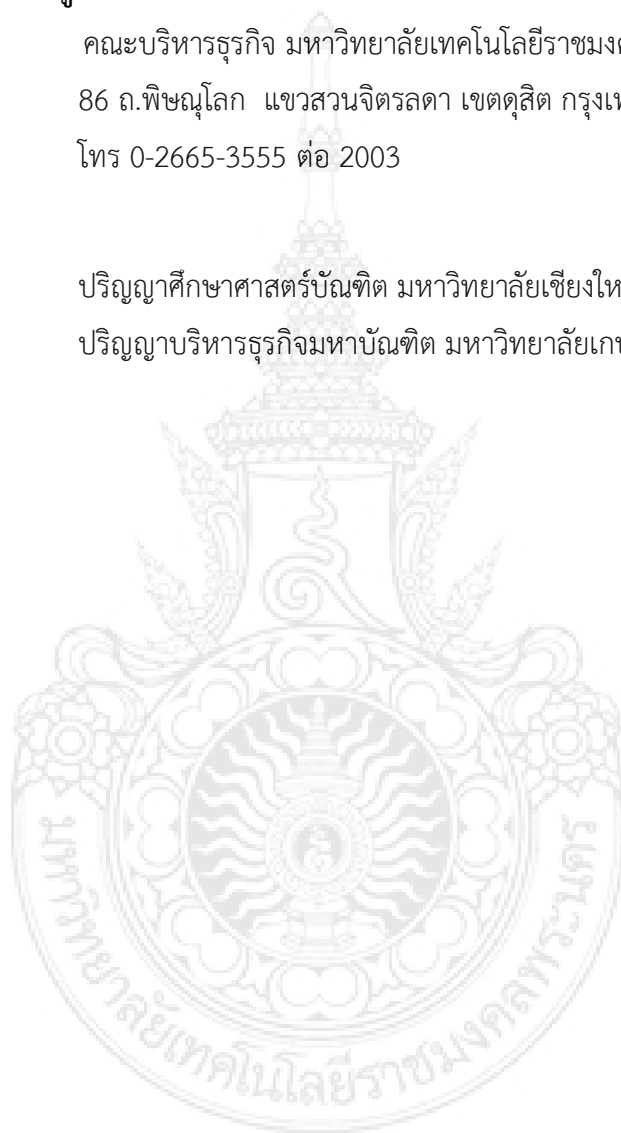 คณะบริหารธุรกิจ มหาวิทยาลัยเทคโนโลยีราชมงค
86 ถ.พิษณุโลก แขวสวนจิตรลดา เขตดุสิต กรุงเท
โทร 0-2665-3555 ต่อ 2003
ปริญญาศึกษาศาสตร์บัณฑิต มหาวิทยาลัยเชียงให
ปริญญาบริหารธุรกิจมหาบัณฑิต มหาวิทยาลัยเก
มหาวิทยาลัยเทคโนโลยีราชมงคลพระนคร